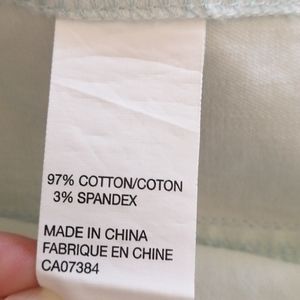 97% COTTON/COTON
3% SPANDEX
MADE IN CHINA
FABRIQUE EN CHINE
CA07384